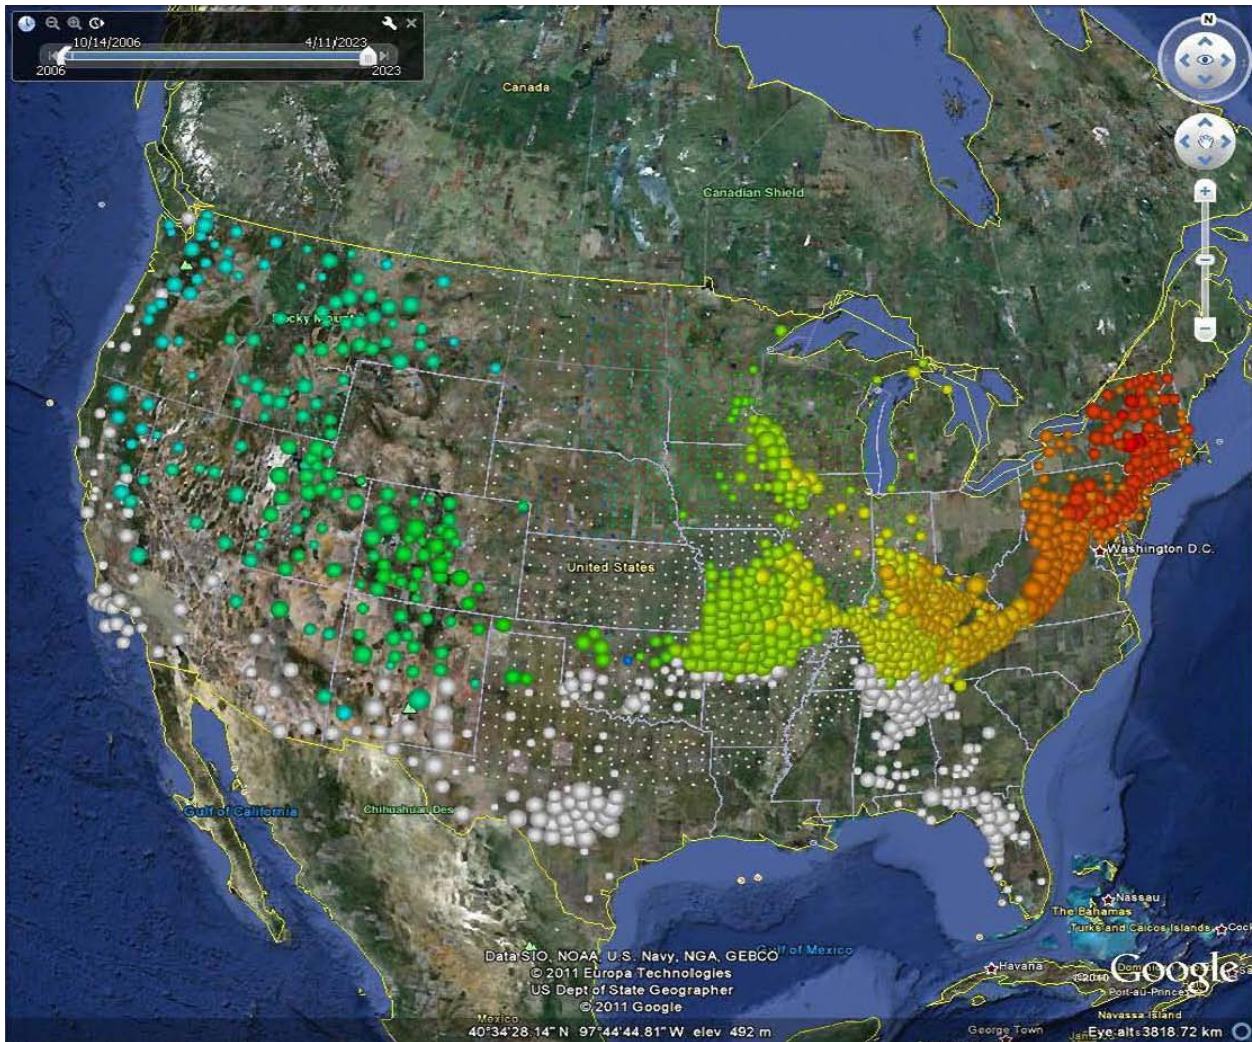 10/14/2006 4/11/2023
2006 2023
N
Canada
Canadian Shield
United States
Washington D.C.
Gulf of California
Chihuahuan Des
Nassau
The Bahamas
Turks and Caicos Islands
Data SIO, NOAA, U.S. Navy, NGA, GEBCO
Gulf of Mexico
© 2011 Europa Technologies
US Dept of State Geographer
© 2011 Google
Havana
Google
Port-au-Prince
Navassa Island
Mexico
40°34'28.14" N 97°44'44.81" W elev 492 m
George Town
Eye alt 3818.72 km